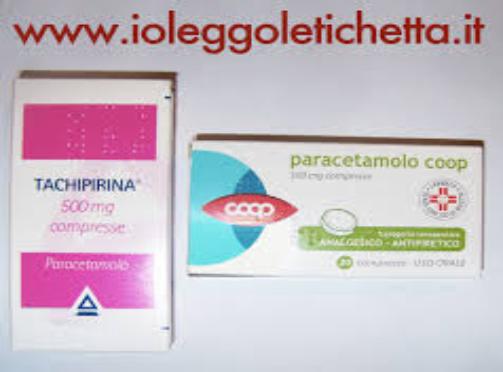 www.ioleggoletichetta.it
TACHIPIRINA®
500 mg
compresse
Paracetamolo
paracetamolo coop
500 mg compresse
coop
ANALGESICO - ANTIPIRETICO
20 compresse - USO ORALE